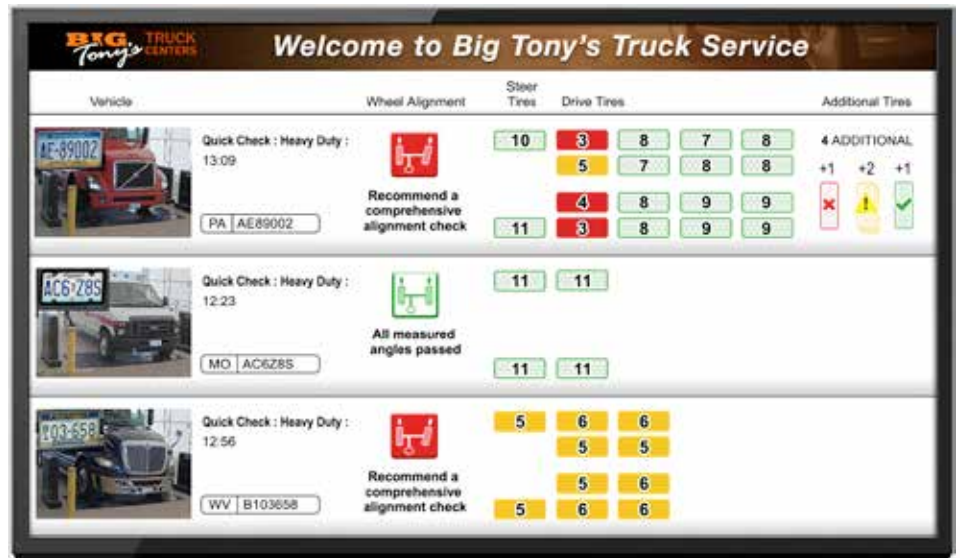 BIG Tony's TRUCK CENTERS
Welcome to Big Tony's Truck Service
Vehicle Wheel Alignment Steer Tires Drive Tires Additional Tires
AE-89002
Quick Check : Heavy Duty :
13:09
PA AE89002
Recommend a
comprehensive
alignment check
10 3 8 7 8
5 7 8 8
4 8 9 9
11 3 8 9 9
4 ADDITIONAL
+1 +2 +1
!
AC6 Z8S
Quick Check : Heavy Duty :
12:23
MO AC6Z8S
All measured
angles passed
11 11
11 11
103-658
Quick Check : Heavy Duty :
12:56
WV B103658
Recommend a
comprehensive
alignment check
5 6 6
5 5
5 6
5 6 6